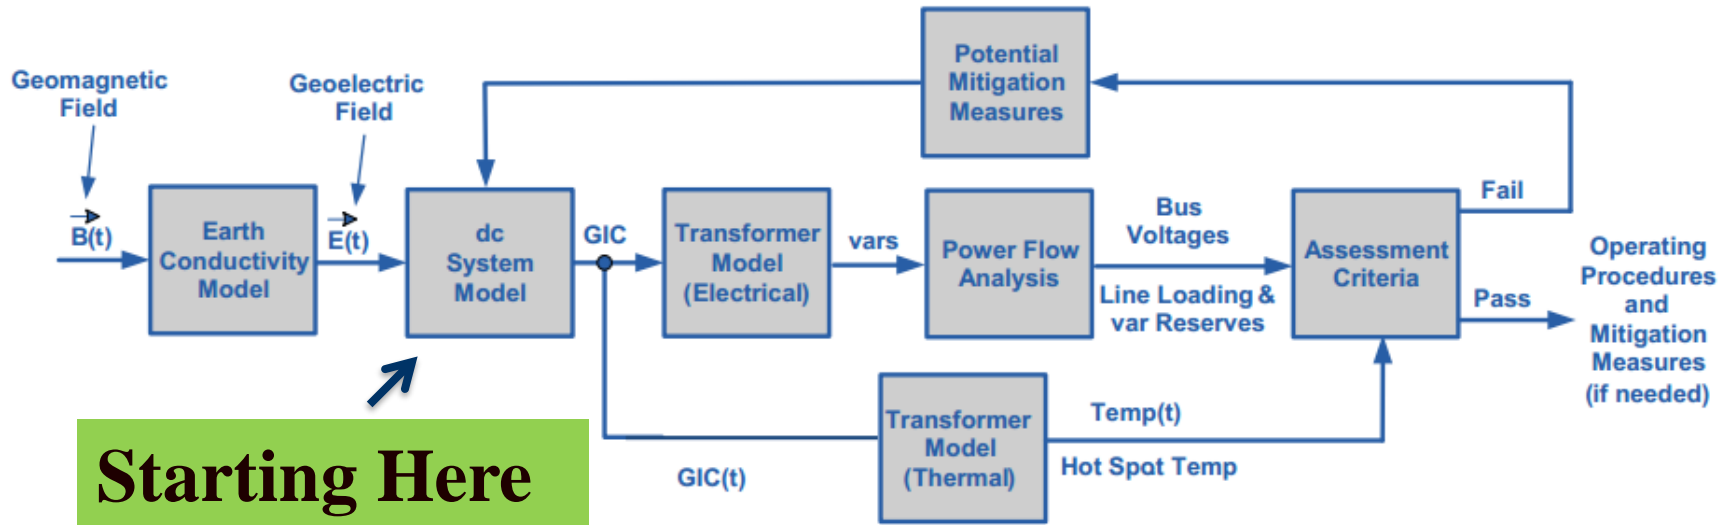 Geomagnetic
Field
Geoelectric
Field
Potential
Mitigation
Measures
B(t)
Earth
Conductivity
Model
E(t)
dc
System
Model
GIC
Transformer
Model
(Electrical)
vars
Power Flow
Analysis
Bus
Voltages
Line Loading &
var Reserves
Assessment
Criteria
Fail
Pass
Operating
Procedures
and
Mitigation
Measures
(if needed)
Starting Here
GIC(t)
Transformer
Model
(Thermal)
Temp(t)
Hot Spot Temp